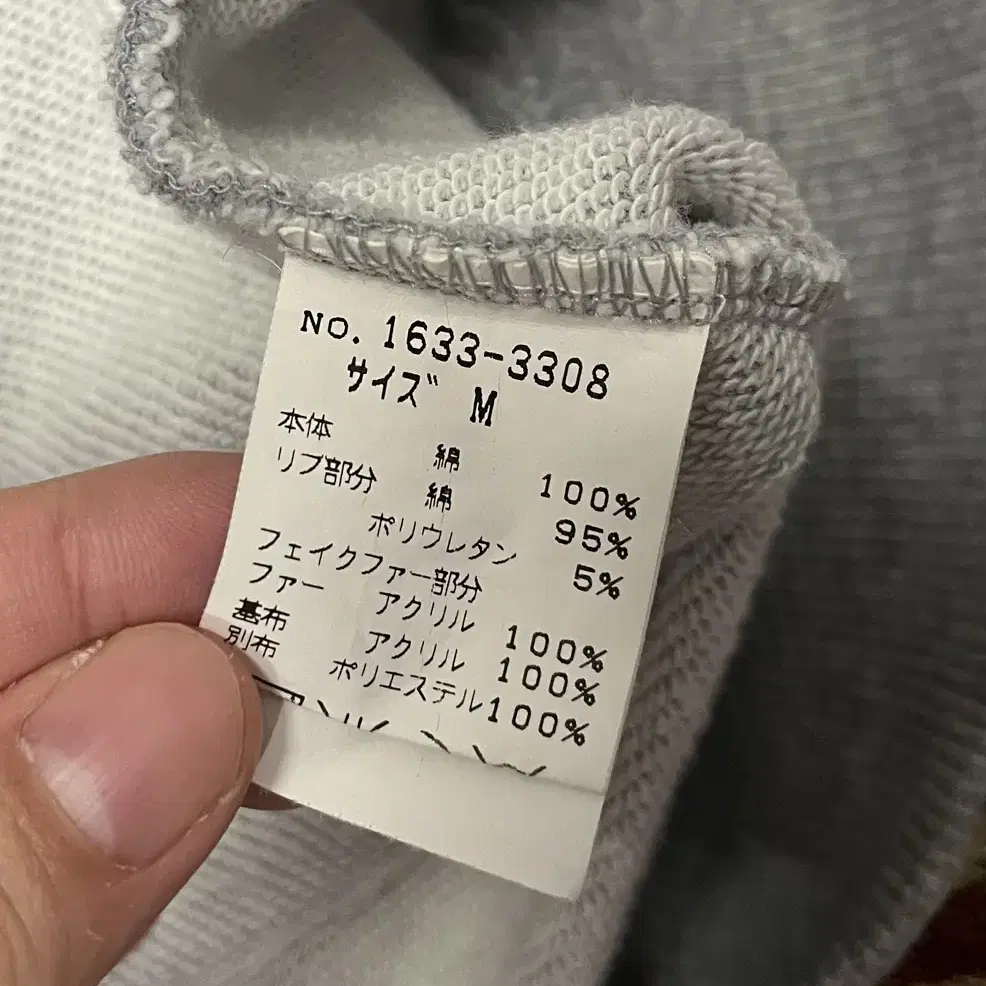 NO. 1633-3308
サイズ M
本体 綿 100%
リブ部分 綿 95%
ポリウレタン 5%
フェイクファー部分
ファー アクリル 100%
基布 アクリル 100%
別布 ポリエステル 100%